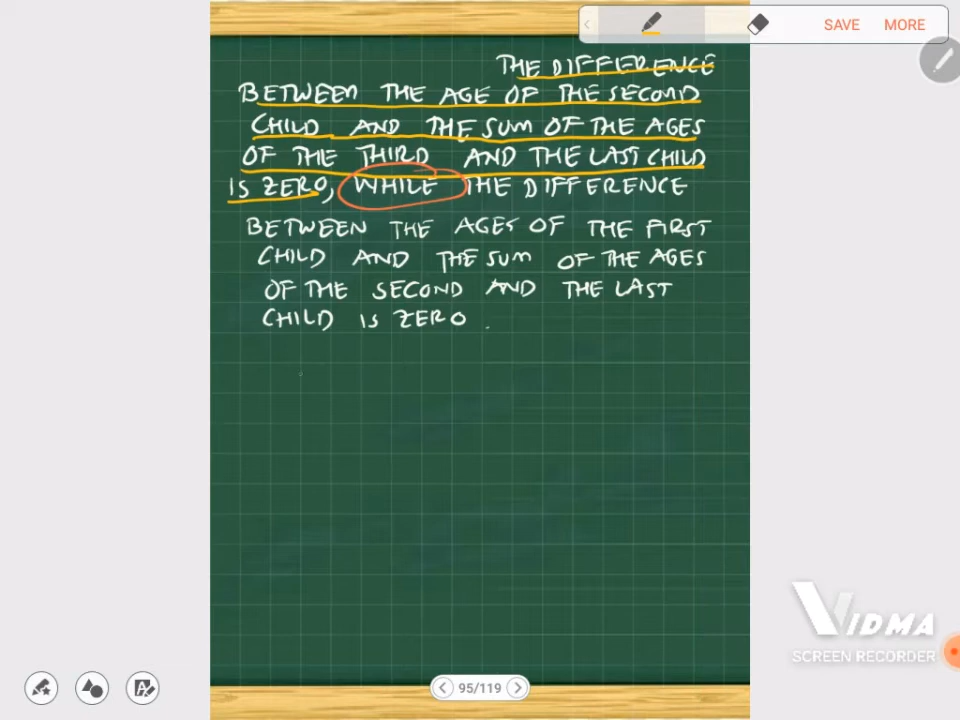 SAVE MORE
THE DIFFERENCE
BETWEEN THE AGE OF THE SECOND
CHILD AND THE SUM OF THE AGES
OF THE THIRD AND THE LAST CHILD
IS ZERO, WHILE THE DIFFERENCE
BETWEEN THE AGES OF THE FIRST
CHILD AND THE SUM OF THE AGES
OF THE SECOND AND THE LAST
CHILD IS ZERO.
VIDMA
SCREEN RECORDER
95/119